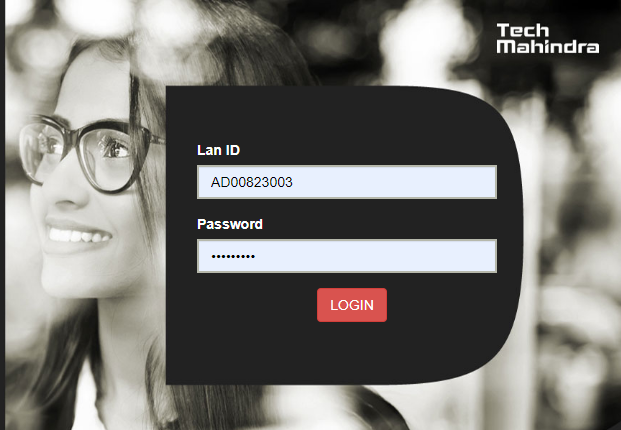 Tech
Mahindra
Lan ID
AD00823003
Password
•••••••••
LOGIN